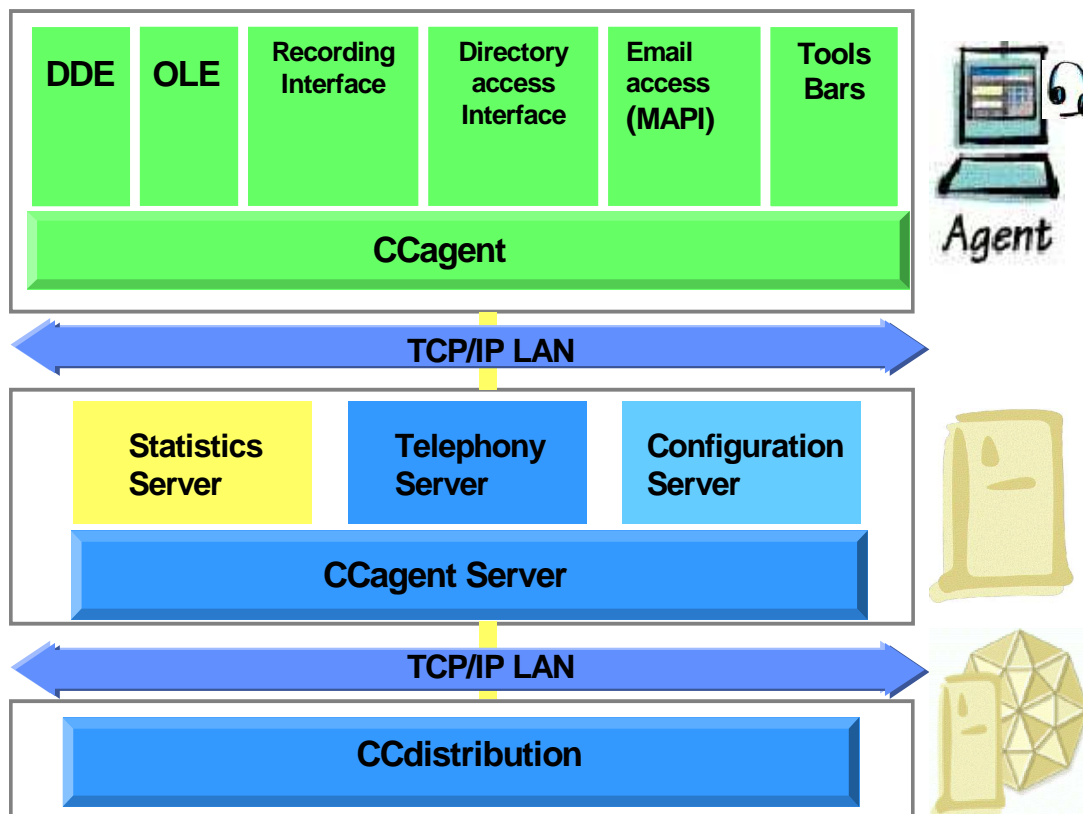 DDE
OLE
Recording
Interface
Directory
access
Interface
Email
access
(MAPI)
Tools
Bars
CCagent
Agent
TCP/IP LAN
Statistics
Server
Telephony
Server
Configuration
Server
CCagent Server
TCP/IP LAN
CCdistribution